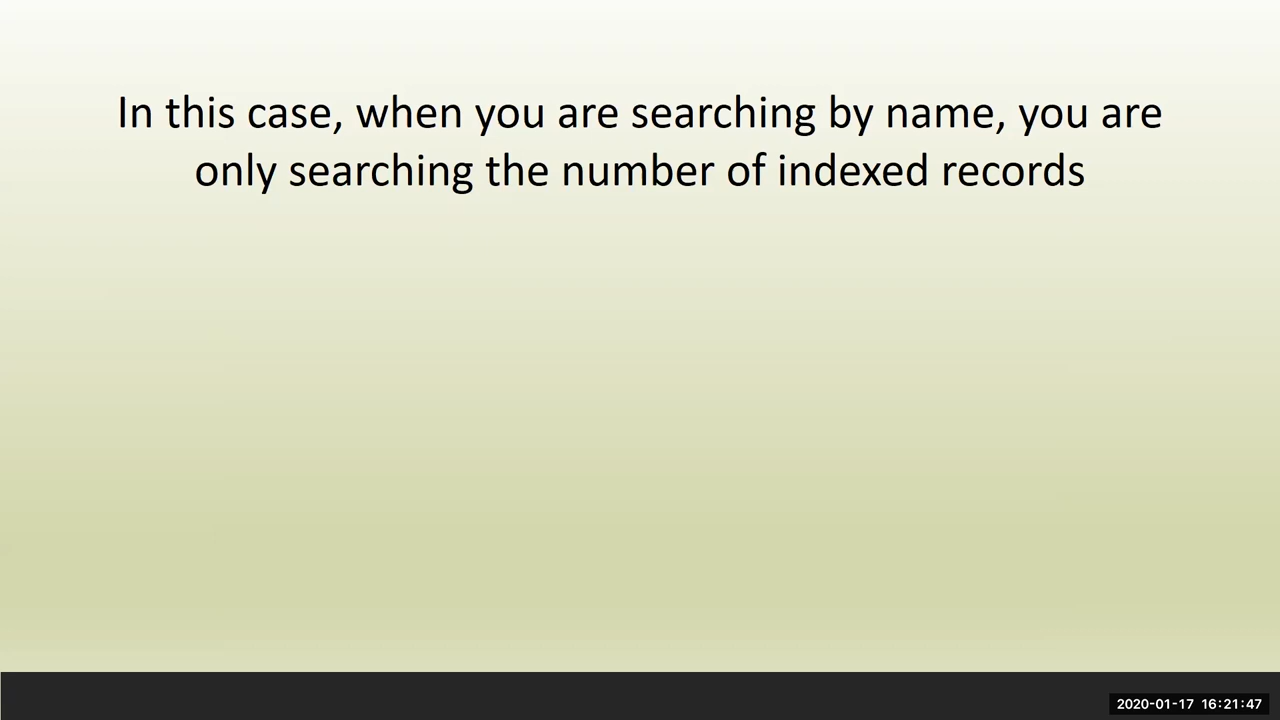 In this case, when you are searching by name, you are
only searching the number of indexed records
2020-01-17 16:21:47